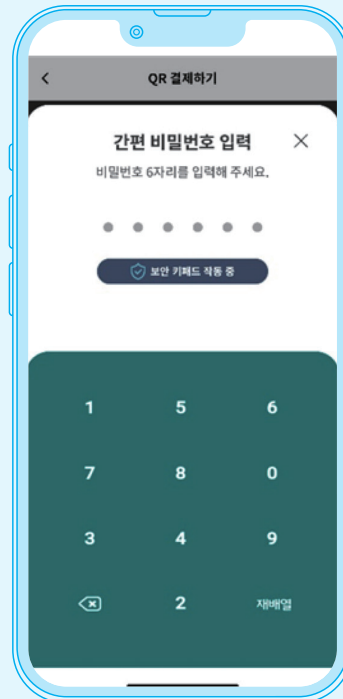 QR 결제하기
간편 비밀번호 입력
비밀번호 6자리를 입력해 주세요.
보안 키패드 작동 중
1 5 6
7 8 0
3 4 9
2 재배열